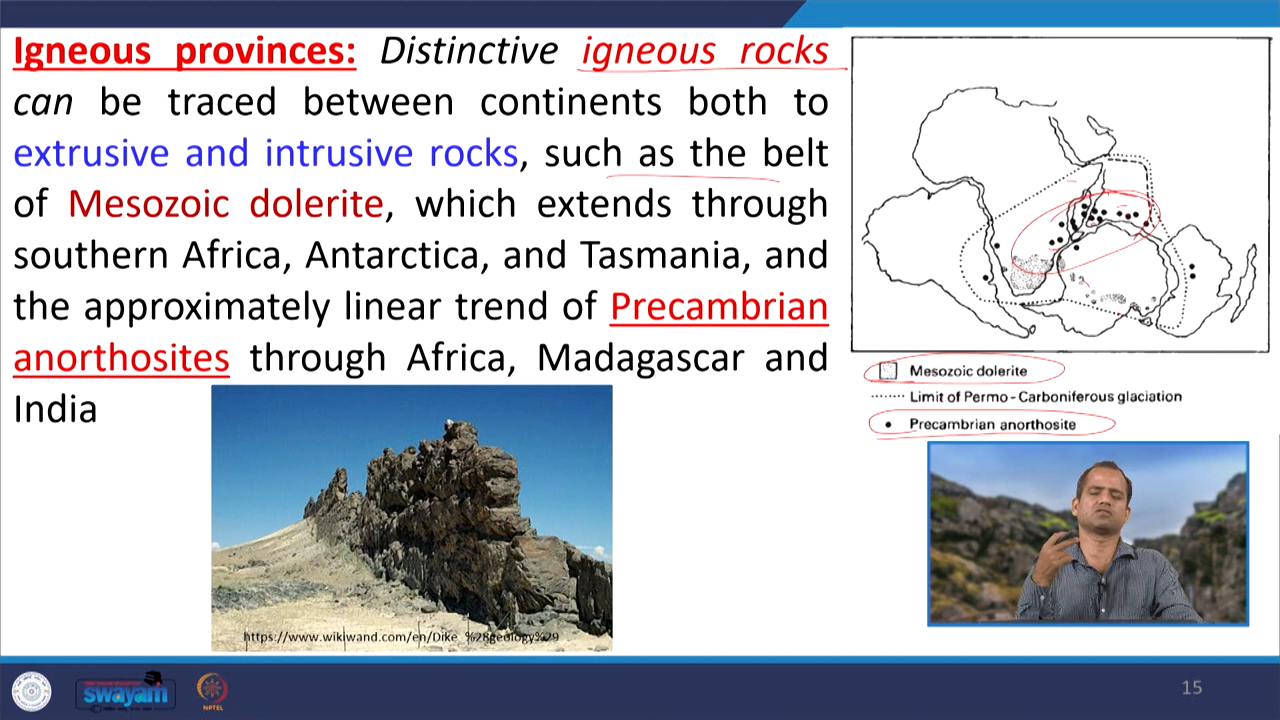 Igneous provinces: Distinctive igneous rocks
can be traced between continents both to
extrusive and intrusive rocks, such as the belt
of Mesozoic dolerite, which extends through
southern Africa, Antarctica, and Tasmania, and
the approximately linear trend of Precambrian
anorthosites through Africa, Madagascar and
India
Mesozoic dolerite
Limit of Permo-Carboniferous glaciation
Precambrian anorthosite
https://www.wikiwand.com/en/Dike_%28geology%29
swayam
NPTEL
15